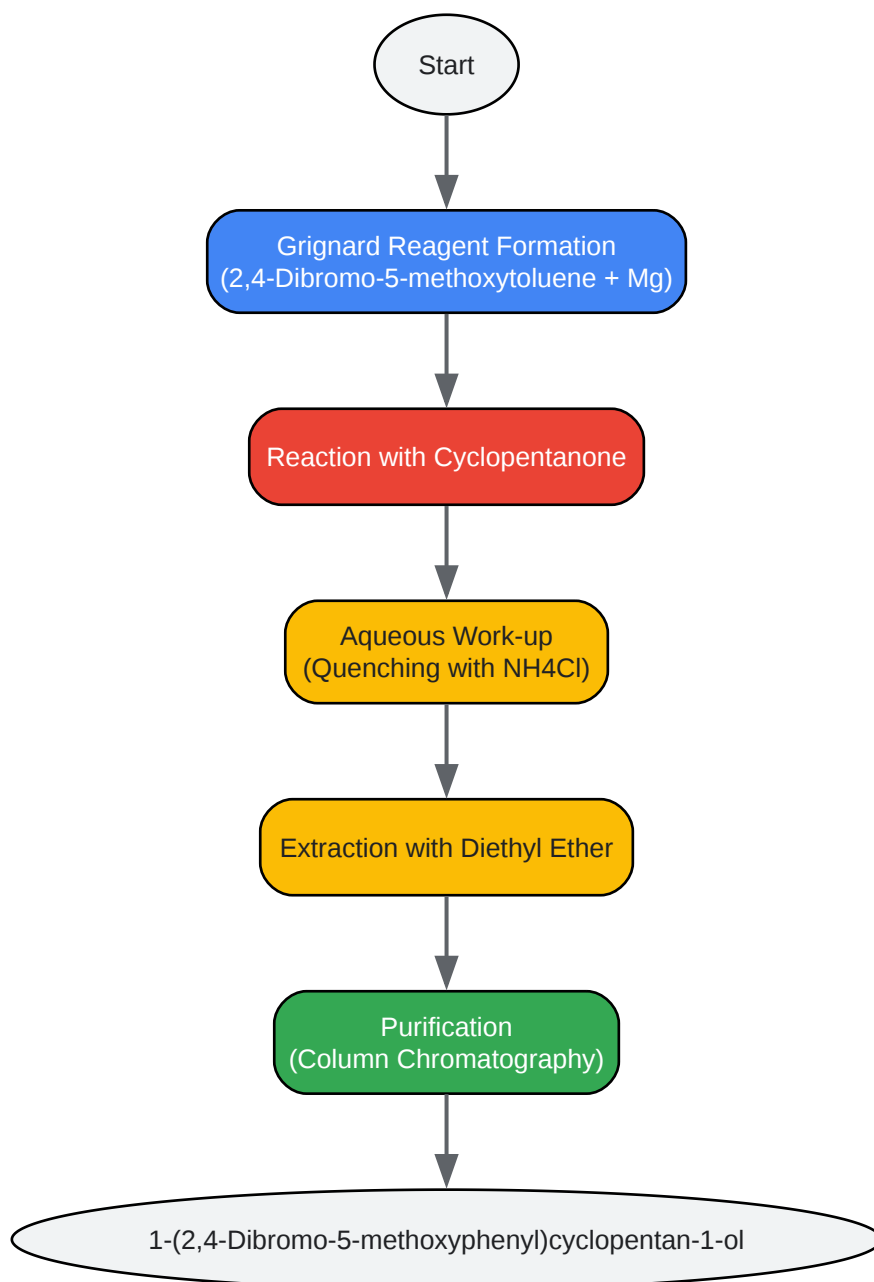 Start
Grignard Reagent Formation
(2,4-Dibromo-5-methoxytoluene + Mg)
Reaction with Cyclopentanone
Aqueous Work-up
(Quenching with NH4Cl)
Extraction with Diethyl Ether
Purification
(Column Chromatography)
1-(2,4-Dibromo-5-methoxyphenyl)cyclopentan-1-ol